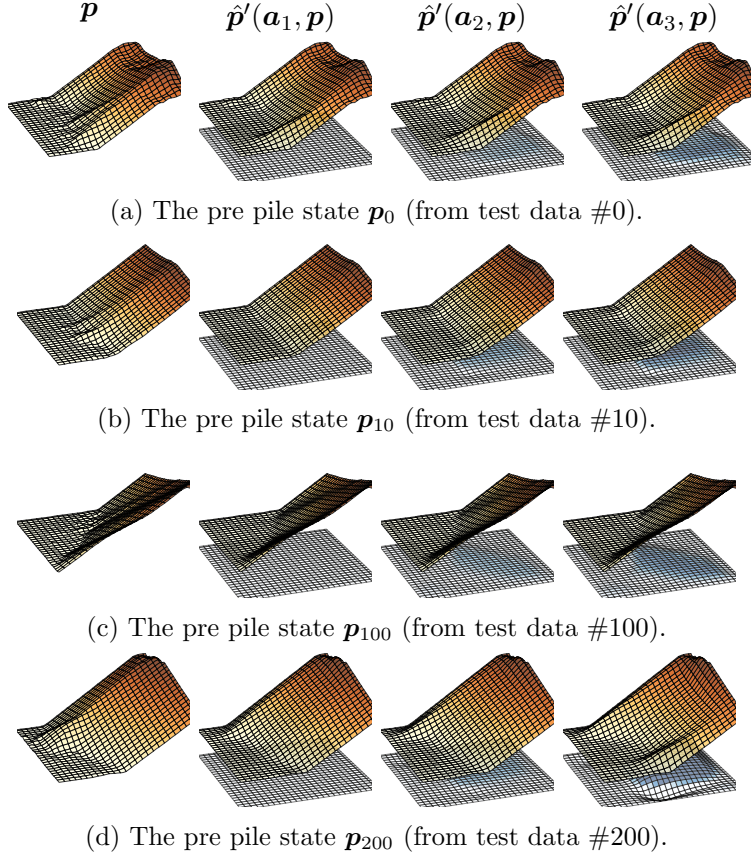 p p̂′(a₁, p) p̂′(a₂, p) p̂′(a₃, p)
(a) The pre pile state p₀ (from test data #0).
(b) The pre pile state p₁₀ (from test data #10).
(c) The pre pile state p₁₀₀ (from test data #100).
(d) The pre pile state p₂₀₀ (from test data #200).